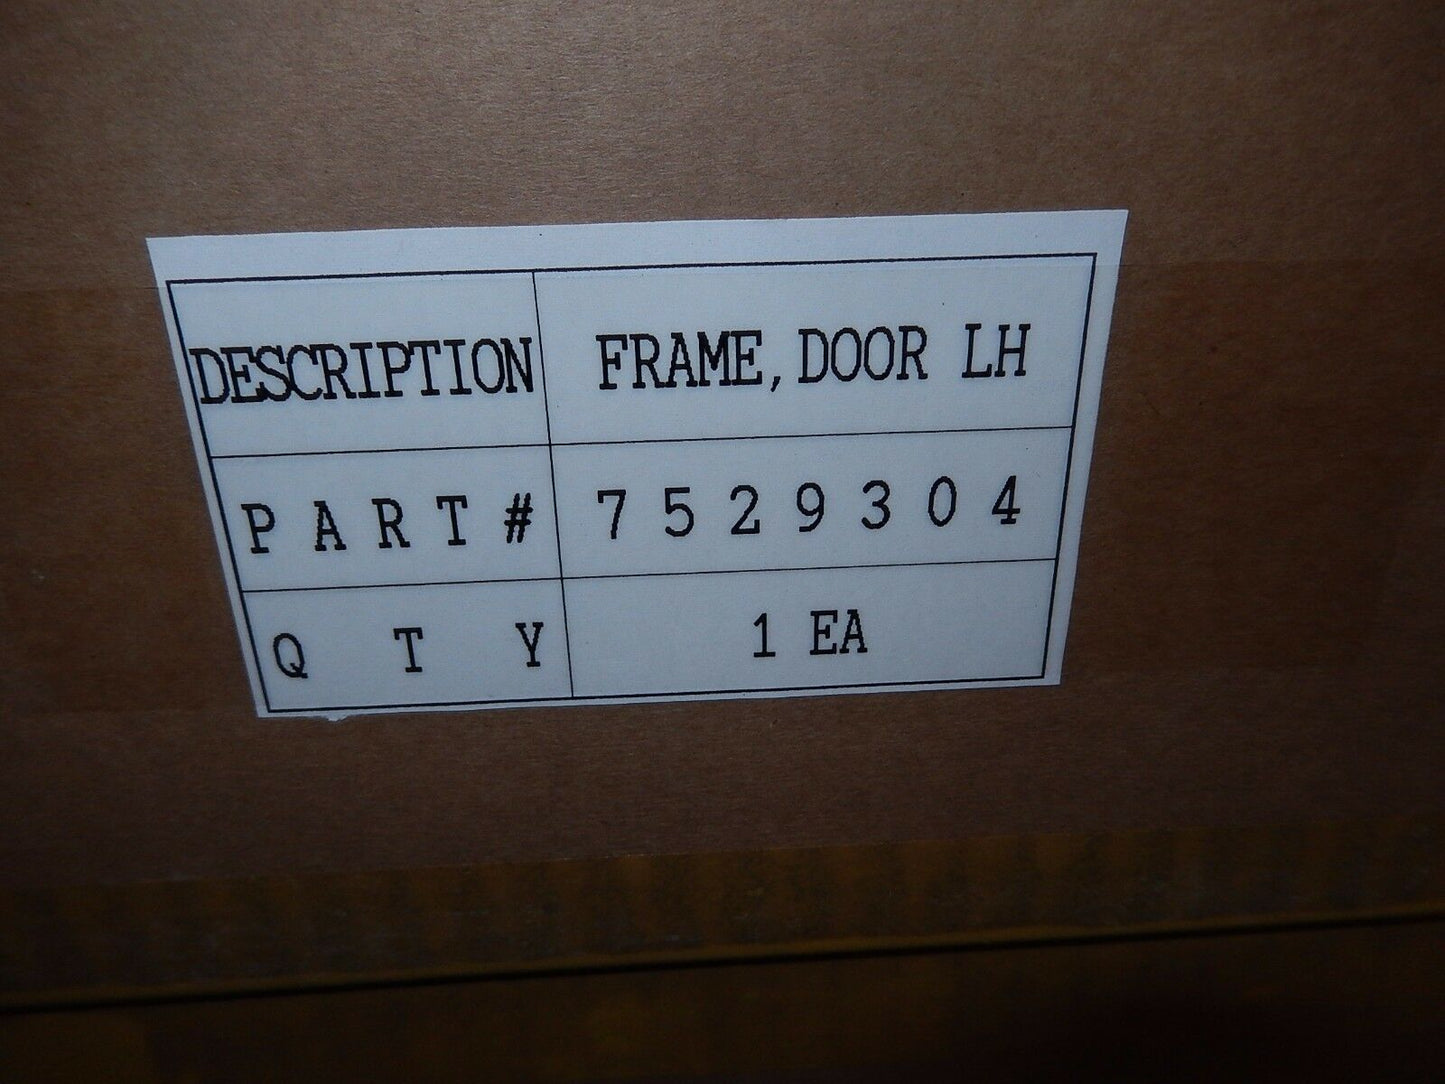 DESCRIPTION FRAME, DOOR LH
PART# 7529304
QTY 1 EA